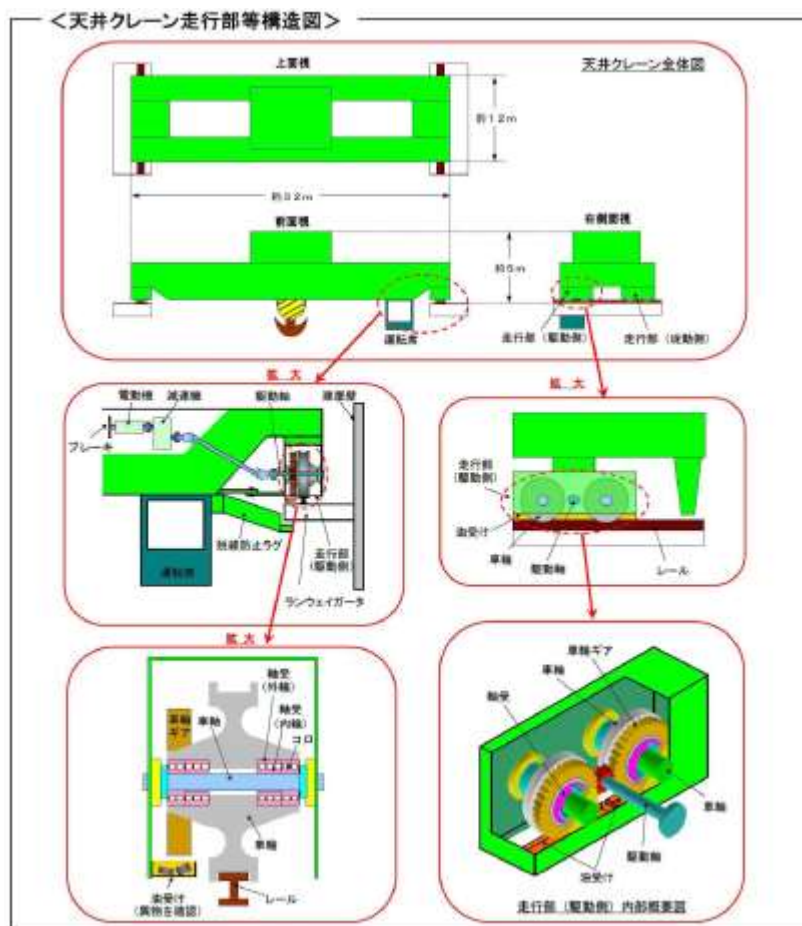 ＜天井クレーン走行部等構造図＞
上面視
天井クレーン全体図
約12m
約32m
前面視
右側面視
約5m
運転席
走行部（駆動側）
走行部（従動側）
拡大
拡大
電動機
減速機
駆動軸
建屋壁
ブレーキ
脱線防止ラグ
走行部
（駆動側）
運転席
ランウェイガータ
走行部
（駆動側）
油受け
車輪
駆動軸
レール
拡大
軸受
（外輪）
軸受
（内輪）
コロ
車輪
ギア
車軸
車輪
油受け
（異物を確認）
レール
車輪ギア
車輪
軸受
車軸
駆動軸
油受け
走行部（駆動側）内部概要図